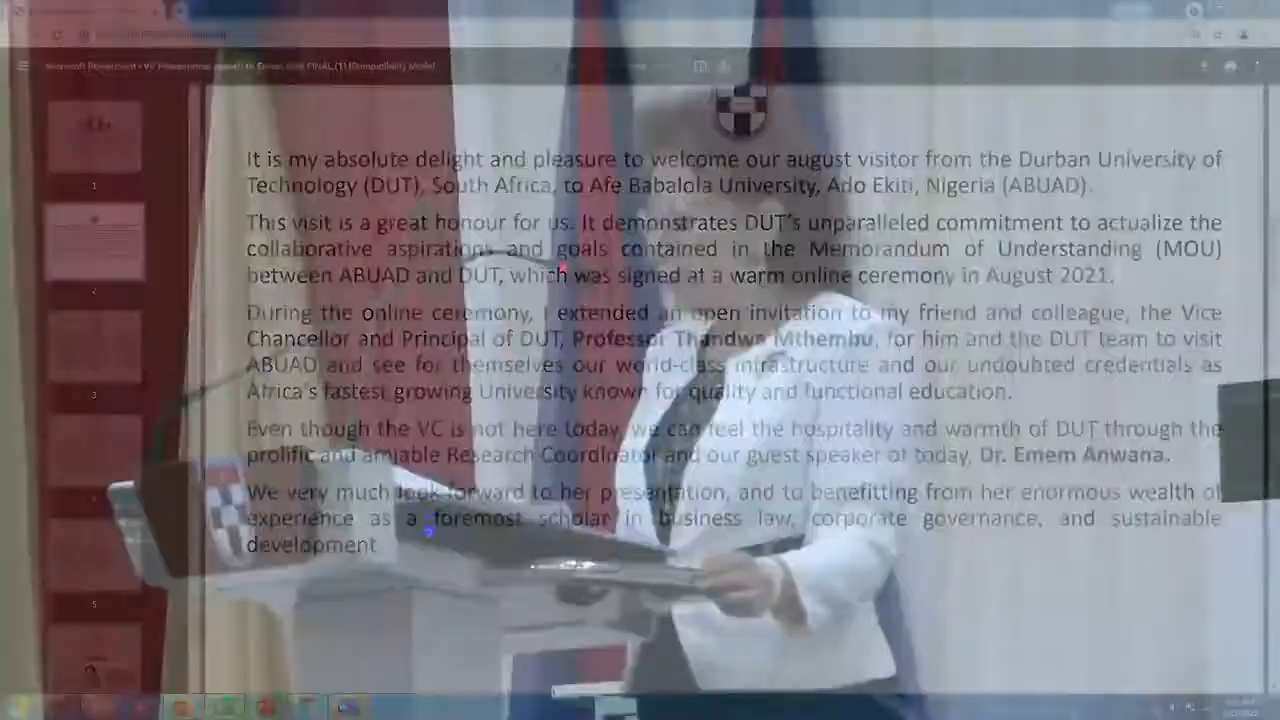 It is my absolute delight and pleasure to welcome our august visitor from the Durban University of
Technology (DUT), South Africa, to Afe Babalola University, Ado Ekiti, Nigeria (ABUAD).
This visit is a great honour for us. It demonstrates DUT's unparalleled commitment to actualize the
collaborative aspirations and goals contained in the Memorandum of Understanding (MOU)
between ABUAD and DUT, which was signed at a warm online ceremony in August 2021.
During the online ceremony, I extended an open invitation to my friend and colleague, the Vice
Chancellor and Principal of DUT, Professor Thandwa Mthembu, for him and the DUT team to visit
ABUAD and see for themselves our world-class infrastructure and our undoubted credentials as
Africa's fastest growing University known for quality and functional education.
Even though the VC is not here today, we can feel the hospitality and warmth of DUT through the
prolific and amiable Research Coordinator and our guest speaker of today, Dr. Emem Anwana.
We very much look forward to her presentation, and to benefitting from her enormous wealth of
experience as a foremost scholar in business law, corporate governance, and sustainable
development
1
2
3
5